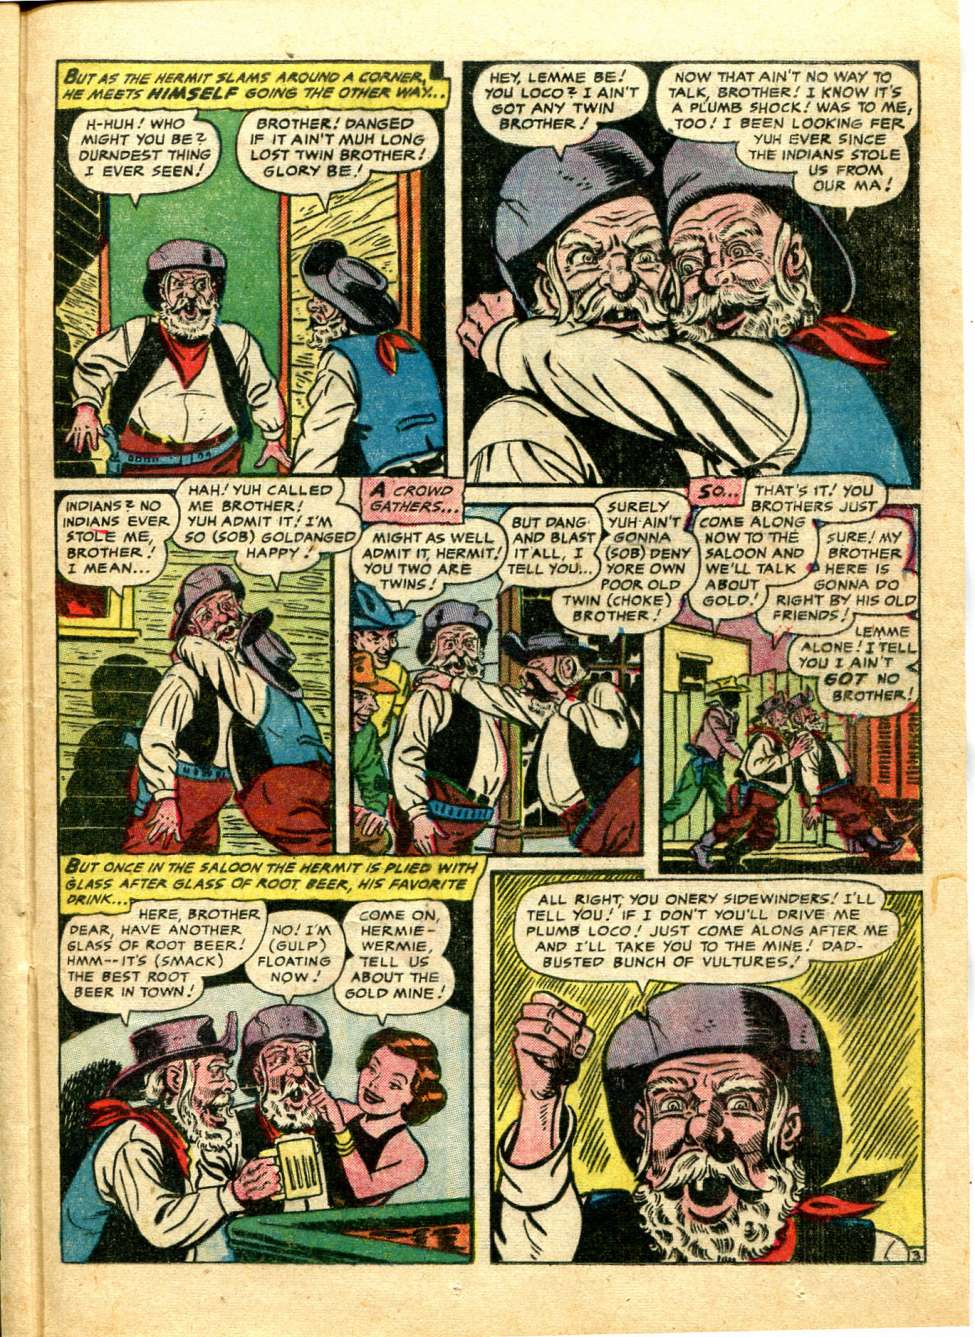 BUT AS THE HERMIT SLAMS AROUND A CORNER,
HE MEETS HIMSELF GOING THE OTHER WAY...
H-HUH! WHO
MIGHT YOU BE?
DURNDEST THING
I EVER SEEN!
BROTHER! DANGED
IF IT AIN'T MUH LONG
LOST TWIN BROTHER!
GLORY BE!
HEY, LEMME BE!
YOU LOCO? I AIN'T
GOT ANY TWIN
BROTHER!
NOW THAT AIN'T NO WAY TO
TALK, BROTHER! I KNOW IT'S
A PLUMB SHOCK! WAS TO ME,
TOO! I BEEN LOOKING FER
YUH EVER SINCE
THE INDIANS STOLE
US FROM
OUR MA!
INDIANS? NO
INDIANS EVER
STOLE ME,
BROTHER!
I MEAN...
HAH! YUH CALLED
ME BROTHER!
YUH ADMIT IT! I'M
SO (SOB) GOLDANGED
HAPPY!
A CROWD
GATHERS...
MIGHT AS WELL
ADMIT IT, HERMIT!
YOU TWO ARE
TWINS!
BUT DANG-
AND BLAST
IT ALL, I
TELL YOU...
SURELY
YUH AIN'T
GONNA
(SOB) DENY
YORE OWN
POOR OLD
TWIN (CHOKE)
BROTHER!
SO...
THAT'S IT! YOU
BROTHERS JUST
COME ALONG
NOW TO THE
SALOON AND
WE'LL TALK
ABOUT
GOLD!
SURE! MY
BROTHER
HERE IS
GONNA DO
RIGHT BY HIS OLD
FRIENDS!
LEMME
ALONE! I TELL
YOU I AIN'T
GOT NO
BROTHER!
BUT ONCE IN THE SALOON THE HERMIT IS PLIED WITH
GLASS AFTER GLASS OF ROOT BEER, HIS FAVORITE
DRINK...
HERE, BROTHER
DEAR, HAVE ANOTHER
GLASS OF ROOT BEER!
HMM--IT'S (SMACK)
THE BEST ROOT
BEER IN TOWN!
NO! I'M
(GULP)
FLOATING
NOW!
COME ON,
HERMIE-
WERMIE,
TELL US
ABOUT THE
GOLD MINE!
ALL RIGHT, YOU ONERY SIDEWINDERS! I'LL
TELL YOU! IF I DON'T YOU'LL DRIVE ME
PLUMB LOCO! JUST COME ALONG AFTER ME
AND I'LL TAKE YOU TO THE MINE! DAD-
BUSTED BUNCH OF VULTURES!
3